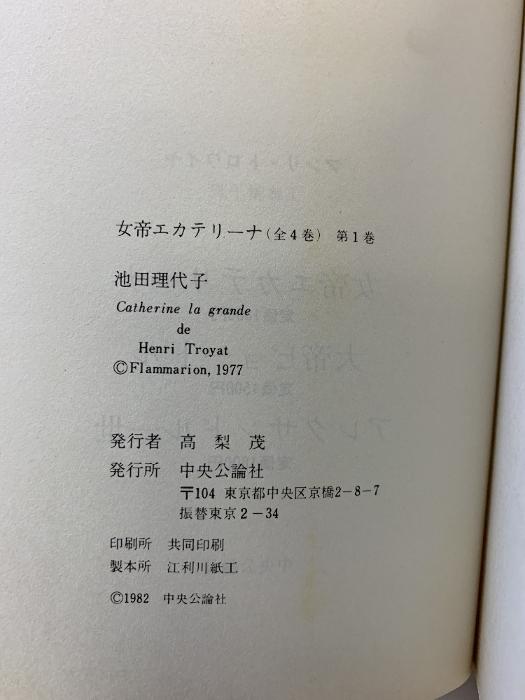 女帝エカテリーナ(全4巻) 第1巻
池田理代子
Catherine la grande
de
Henri Troyat
©Flammarion, 1977
発行者 高梨茂
発行所 中央公論社
〒104 東京都中央区京橋2-8-7
振替東京2-34
印刷所 共同印刷
製本所 江利川紙工
©1982 中央公論社